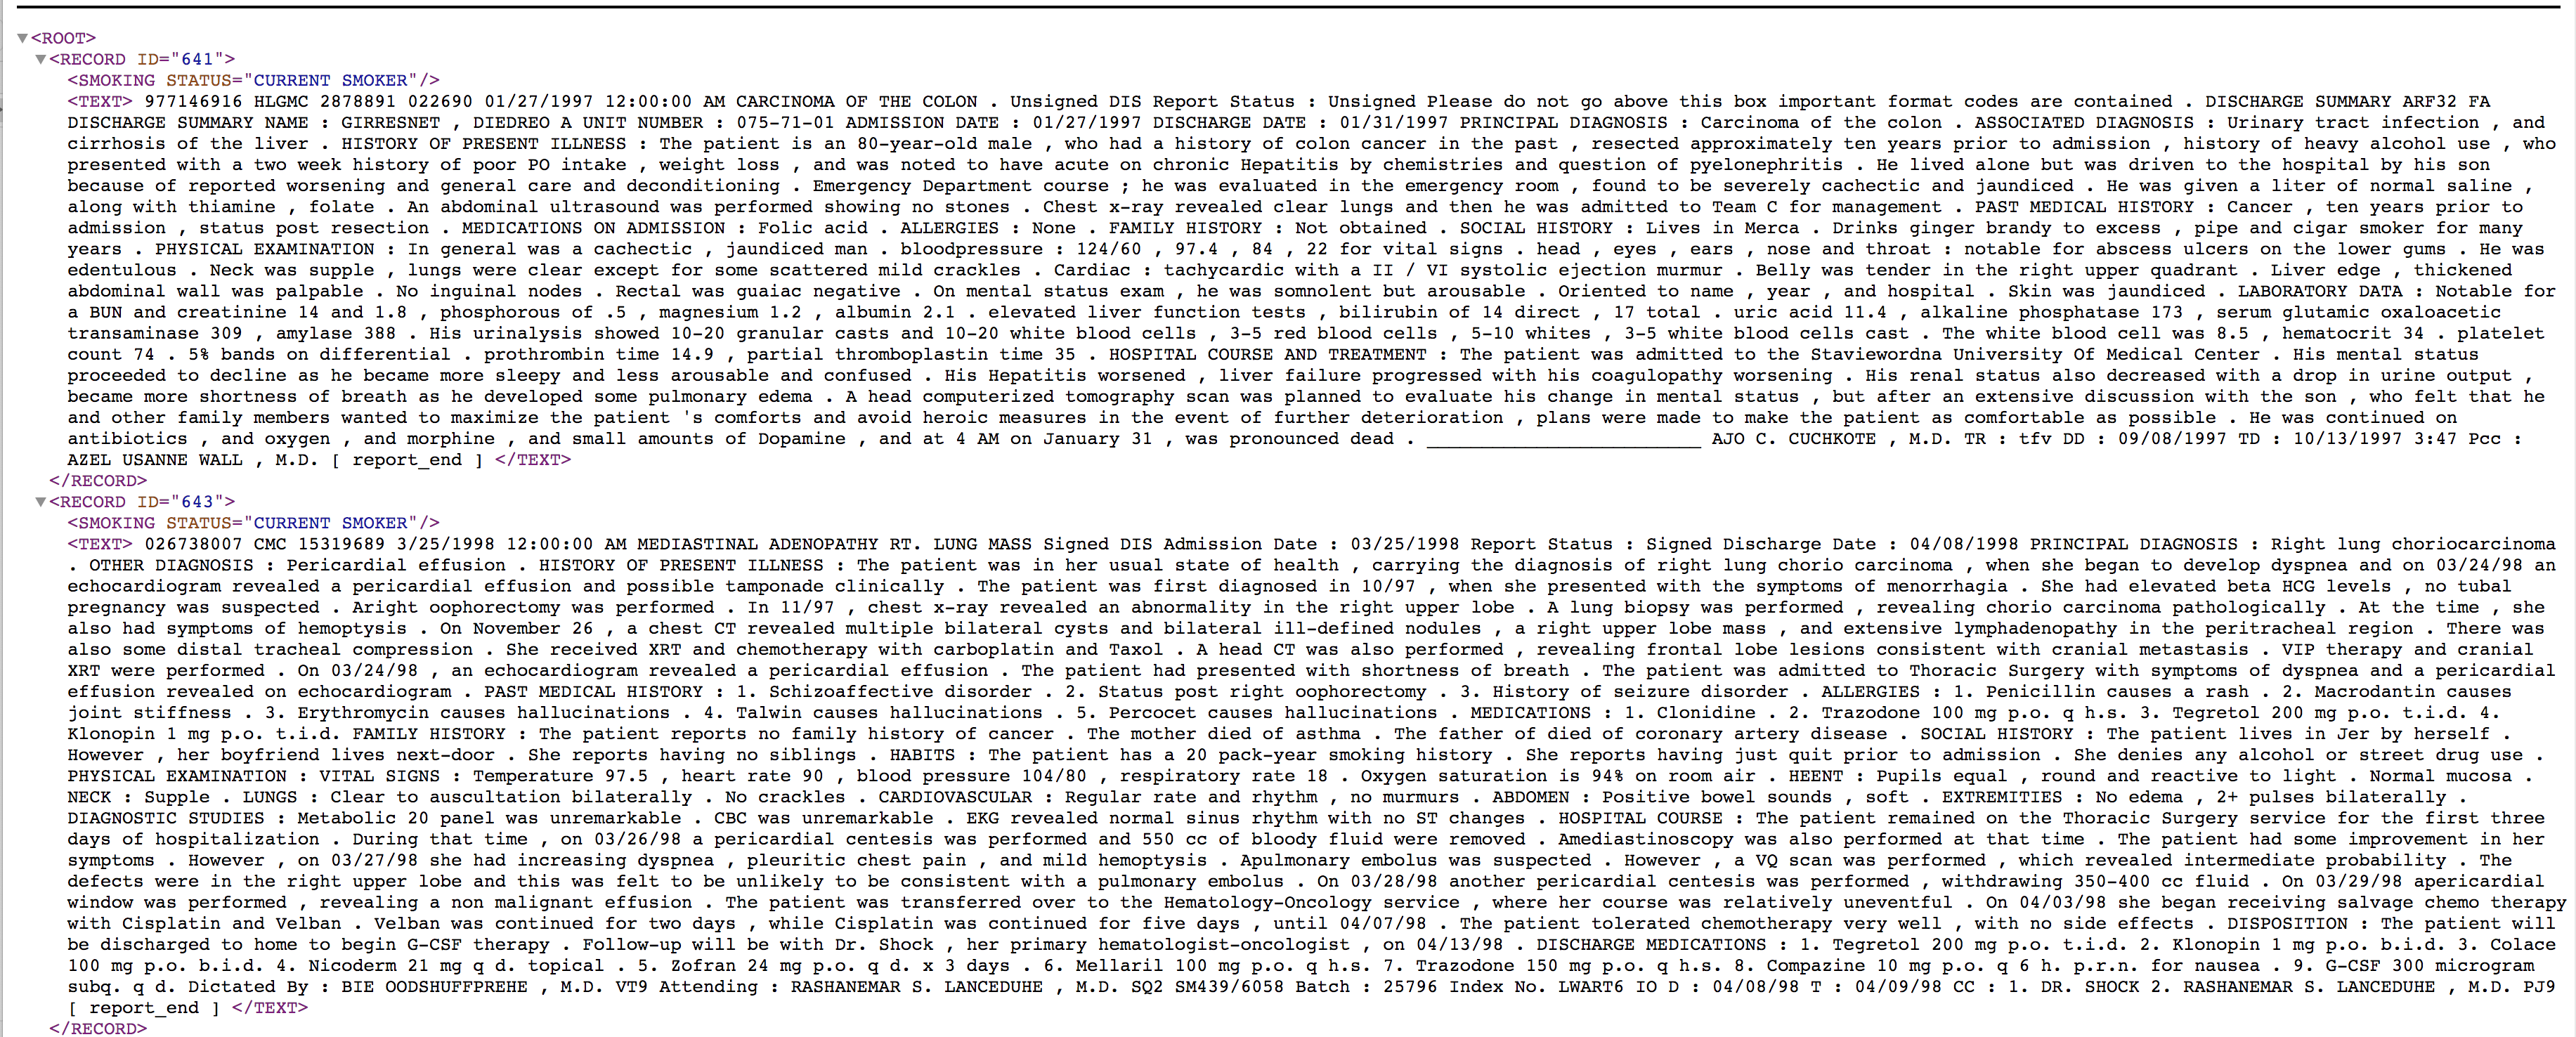 <ROOT>
<RECORD ID="641">
<SMOKING STATUS="CURRENT SMOKER"/>
<TEXT> 977146916 HLGMC 2878891 022690 01/27/1997 12:00:00 AM CARCINOMA OF THE COLON . Unsigned DIS Report Status : Unsigned Please do not go above this box important format codes are contained . DISCHARGE SUMMARY ARF32 FA
DISCHARGE SUMMARY NAME : GIRRESNET , DIEDREO A UNIT NUMBER : 075-71-01 ADMISSION DATE : 01/27/1997 DISCHARGE DATE : 01/31/1997 PRINCIPAL DIAGNOSIS : Carcinoma of the colon . ASSOCIATED DIAGNOSIS : Urinary tract infection , and
cirrhosis of the liver . HISTORY OF PRESENT ILLNESS : The patient is an 80-year-old male , who had a history of colon cancer in the past , resected approximately ten years prior to admission , history of heavy alcohol use , who
presented with a two week history of poor PO intake , weight loss , and was noted to have acute on chronic Hepatitis by chemistries and question of pyelonephritis . He lived alone but was driven to the hospital by his son
because of reported worsening and general care and deconditioning . Emergency Department course ; he was evaluated in the emergency room , found to be severely cachectic and jaundiced . He was given a liter of normal saline ,
along with thiamine , folate . An abdominal ultrasound was performed showing no stones . Chest x-ray revealed clear lungs and then he was admitted to Team C for management . PAST MEDICAL HISTORY : Cancer , ten years prior to
admission , status post resection . MEDICATIONS ON ADMISSION : Folic acid . ALLERGIES : None . FAMILY HISTORY : Not obtained . SOCIAL HISTORY : Lives in Merca . Drinks ginger brandy to excess , pipe and cigar smoker for many
years . PHYSICAL EXAMINATION : In general was a cachectic , jaundiced man . bloodpressure : 124/60 , 97.4 , 84 , 22 for vital signs . head , eyes , ears , nose and throat : notable for abscess ulcers on the lower gums . He was
edentulous . Neck was supple , lungs were clear except for some scattered mild crackles . Cardiac : tachycardic with a II / VI systolic ejection murmur . Belly was tender in the right upper quadrant . Liver edge , thickened
abdominal wall was palpable . No inguinal nodes . Rectal was guaiac negative . On mental status exam , he was somnolent but arousable . Oriented to name , year , and hospital . Skin was jaundiced . LABORATORY DATA : Notable for
a BUN and creatinine 14 and 1.8 , phosphorous of .5 , magnesium 1.2 , albumin 2.1 . elevated liver function tests , bilirubin of 14 direct , 17 total . uric acid 11.4 , alkaline phosphatase 173 , serum glutamic oxaloacetic
transaminase 309 , amylase 388 . His urinalysis showed 10-20 granular casts and 10-20 white blood cells , 3-5 red blood cells , 5-10 whites , 3-5 white blood cells cast . The white blood cell was 8.5 , hematocrit 34 . platelet
count 74 . 5% bands on differential . prothrombin time 14.9 , partial thromboplastin time 35 . HOSPITAL COURSE AND TREATMENT : The patient was admitted to the Staviewordna University Of Medical Center . His mental status
proceeded to decline as he became more sleepy and less arousable and confused . His Hepatitis worsened , liver failure progressed with his coagulopathy worsening . His renal status also decreased with a drop in urine output ,
became more shortness of breath as he developed some pulmonary edema . A head computerized tomography scan was planned to evaluate his change in mental status , but after an extensive discussion with the son , who felt that he
and other family members wanted to maximize the patient 's comforts and avoid heroic measures in the event of further deterioration , plans were made to make the patient as comfortable as possible . He was continued on
antibiotics , and oxygen , and morphine , and small amounts of Dopamine , and at 4 AM on January 31 , was pronounced dead . _________________________ AJO C. CUCHKOTE , M.D. TR : tfv DD : 09/08/1997 TD : 10/13/1997 3:47 Pcc :
AZEL USANNE WALL , M.D. [ report_end ] </TEXT>
</RECORD>
<RECORD ID="643">
<SMOKING STATUS="CURRENT SMOKER"/>
<TEXT> 026738007 CMC 15319689 3/25/1998 12:00:00 AM MEDIASTINAL ADENOPATHY RT. LUNG MASS Signed DIS Admission Date : 03/25/1998 Report Status : Signed Discharge Date : 04/08/1998 PRINCIPAL DIAGNOSIS : Right lung choriocarcinoma
. OTHER DIAGNOSIS : Pericardial effusion . HISTORY OF PRESENT ILLNESS : The patient was in her usual state of health , carrying the diagnosis of right lung chorio carcinoma , when she began to develop dyspnea and on 03/24/98 an
echocardiogram revealed a pericardial effusion and possible tamponade clinically . The patient was first diagnosed in 10/97 , when she presented with the symptoms of menorrhagia . She had elevated beta HCG levels , no tubal
pregnancy was suspected . Aright oophorectomy was performed . In 11/97 , chest x-ray revealed an abnormality in the right upper lobe . A lung biopsy was performed , revealing chorio carcinoma pathologically . At the time , she
also had symptoms of hemoptysis . On November 26 , a chest CT revealed multiple bilateral cysts and bilateral ill-defined nodules , a right upper lobe mass , and extensive lymphadenopathy in the peritracheal region . There was
also some distal tracheal compression . She received XRT and chemotherapy with carboplatin and Taxol . A head CT was also performed , revealing frontal lobe lesions consistent with cranial metastasis . VIP therapy and cranial
XRT were performed . On 03/24/98 , an echocardiogram revealed a pericardial effusion . The patient had presented with shortness of breath . The patient was admitted to Thoracic Surgery with symptoms of dyspnea and a pericardial
effusion revealed on echocardiogram . PAST MEDICAL HISTORY : 1. Schizoaffective disorder . 2. Status post right oophorectomy . 3. History of seizure disorder . ALLERGIES : 1. Penicillin causes a rash . 2. Macrodantin causes
joint stiffness . 3. Erythromycin causes hallucinations . 4. Talwin causes hallucinations . 5. Percocet causes hallucinations . MEDICATIONS : 1. Clonidine . 2. Trazodone 100 mg p.o. q h.s. 3. Tegretol 200 mg p.o. t.i.d. 4.
Klonopin 1 mg p.o. t.i.d. FAMILY HISTORY : The patient reports no family history of cancer . The mother died of asthma . The father of died of coronary artery disease . SOCIAL HISTORY : The patient lives in Jer by herself .
However , her boyfriend lives next-door . She reports having no siblings . HABITS : The patient has a 20 pack-year smoking history . She reports having just quit prior to admission . She denies any alcohol or street drug use .
PHYSICAL EXAMINATION : VITAL SIGNS : Temperature 97.5 , heart rate 90 , blood pressure 104/80 , respiratory rate 18 . Oxygen saturation is 94% on room air . HEENT : Pupils equal , round and reactive to light . Normal mucosa .
NECK : Supple . LUNGS : Clear to auscultation bilaterally . No crackles . CARDIOVASCULAR : Regular rate and rhythm , no murmurs . ABDOMEN : Positive bowel sounds , soft . EXTREMITIES : No edema , 2+ pulses bilaterally .
DIAGNOSTIC STUDIES : Metabolic 20 panel was unremarkable . CBC was unremarkable . EKG revealed normal sinus rhythm with no ST changes . HOSPITAL COURSE : The patient remained on the Thoracic Surgery service for the first three
days of hospitalization . During that time , on 03/26/98 a pericardial centesis was performed and 550 cc of bloody fluid were removed . Amediastinoscopy was also performed at that time . The patient had some improvement in her
symptoms . However , on 03/27/98 she had increasing dyspnea , pleuritic chest pain , and mild hemoptysis . Apulmonary embolus was suspected . However , a VQ scan was performed , which revealed intermediate probability . The
defects were in the right upper lobe and this was felt to be unlikely to be consistent with a pulmonary embolus . On 03/28/98 another pericardial centesis was performed , withdrawing 350-400 cc fluid . On 03/29/98 apericardial
window was performed , revealing a non malignant effusion . The patient was transferred over to the Hematology-Oncology service , where her course was relatively uneventful . On 04/03/98 she began receiving salvage chemo therapy
with Cisplatin and Velban . Velban was continued for two days , while Cisplatin was continued for five days , until 04/07/98 . The patient tolerated chemotherapy very well , with no side effects . DISPOSITION : The patient will
be discharged to home to begin G-CSF therapy . Follow-up will be with Dr. Shock , her primary hematologist-oncologist , on 04/13/98 . DISCHARGE MEDICATIONS : 1. Tegretol 200 mg p.o. t.i.d. 2. Klonopin 1 mg p.o. b.i.d. 3. Colace
100 mg p.o. b.i.d. 4. Nicoderm 21 mg q d. topical . 5. Zofran 24 mg p.o. q d. x 3 days . 6. Mellaril 100 mg p.o. q h.s. 7. Trazodone 150 mg p.o. q h.s. 8. Compazine 10 mg p.o. q 6 h. p.r.n. for nausea . 9. G-CSF 300 microgram
subq. q d. Dictated By : BIE OODSHUFFPREHE , M.D. VT9 Attending : RASHANEMAR S. LANCEDUHE , M.D. SQ2 SM439/6058 Batch : 25796 Index No. LWART6 IO D : 04/08/98 T : 04/09/98 CC : 1. DR. SHOCK 2. RASHANEMAR S. LANCEDUHE , M.D. PJ9
[ report_end ] </TEXT>
</RECORD>